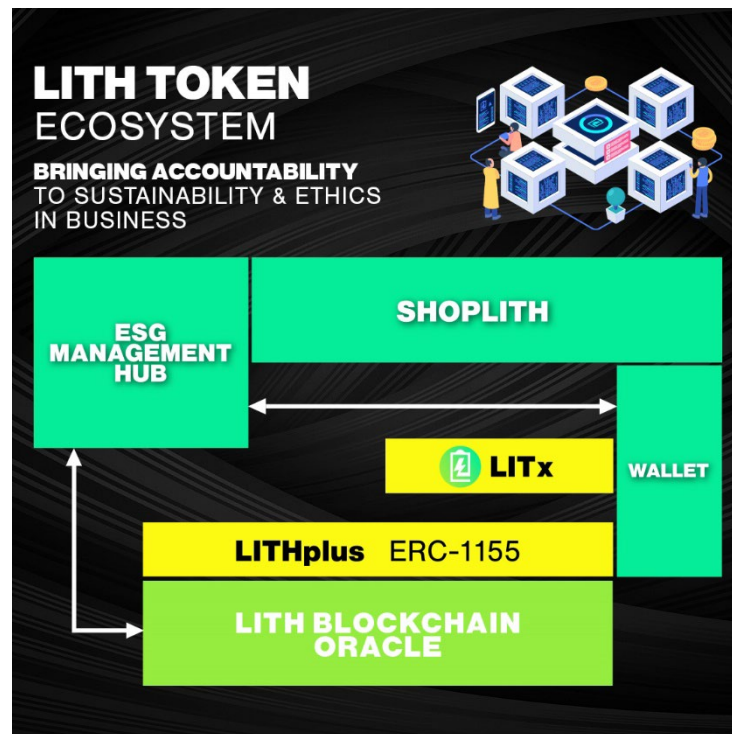 LITH TOKEN
ECOSYSTEM
BRINGING ACCOUNTABILITY
TO SUSTAINABILITY & ETHICS
IN BUSINESS
ESG
MANAGEMENT
HUB
SHOPLITH
LITx
WALLET
LITHplus ERC-1155
LITH BLOCKCHAIN
ORACLE